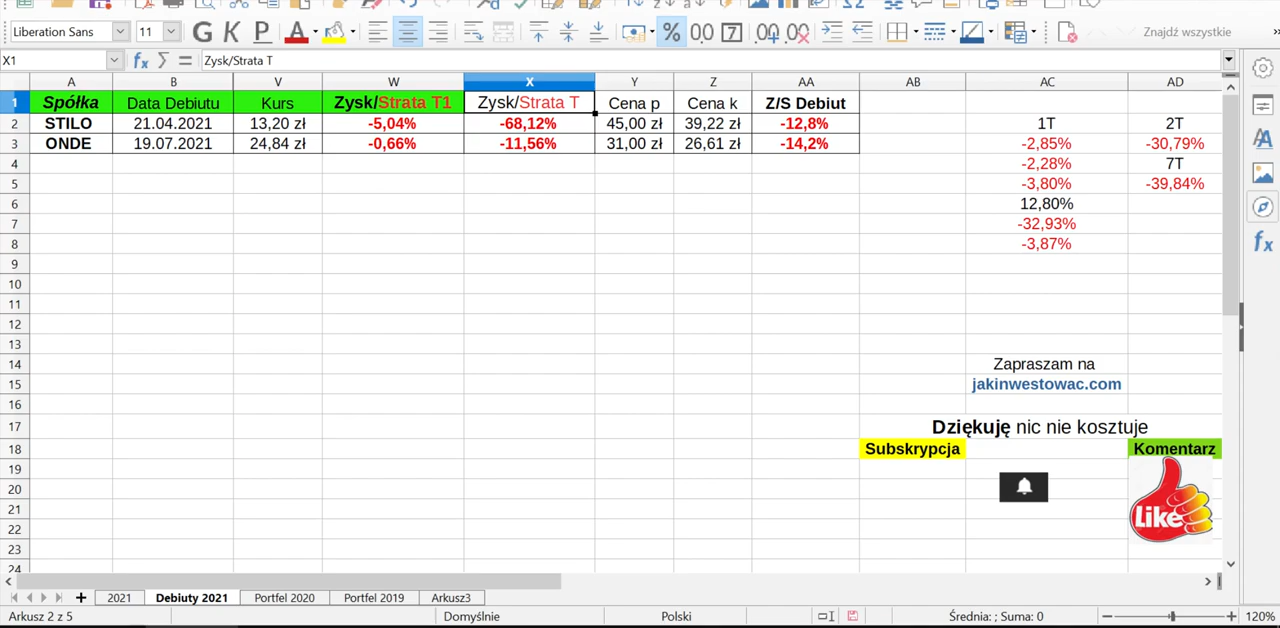 Liberation Sans 11 G K P A % 0,0 7 Znajdź wszystkie
X1 fx Σ = Zysk/Strata T
A B V W X Y Z AA AB AC AD
1 Spółka Data Debiutu Kurs Zysk/Strata T1 Zysk/Strata T Cena p Cena k Z/S Debiut
2 STILO 21.04.2021 13,20 zł -5,04% -68,12% 45,00 zł 39,22 zł -12,8% 1T 2T
3 ONDE 19.07.2021 24,84 zł -0,66% -11,56% 31,00 zł 26,61 zł -14,2% -2,85% -30,79%
4 -2,28% 7T
5 -3,80% -39,84%
6 12,80%
7 -32,93%
8 -3,87%
9
10
11
12
13
14 Zapraszam na
15 jakinwestowac.com
16
17 Dziękuję nic nie kosztuje
18 Subskrypcja Komentarz
19
20
21 Like
22
23
24
2021 Debiuty 2021 Portfel 2020 Portfel 2019 Arkusz3
Arkusz 2 z 5 Domyślnie Polski Średnia: ; Suma: 0 120%